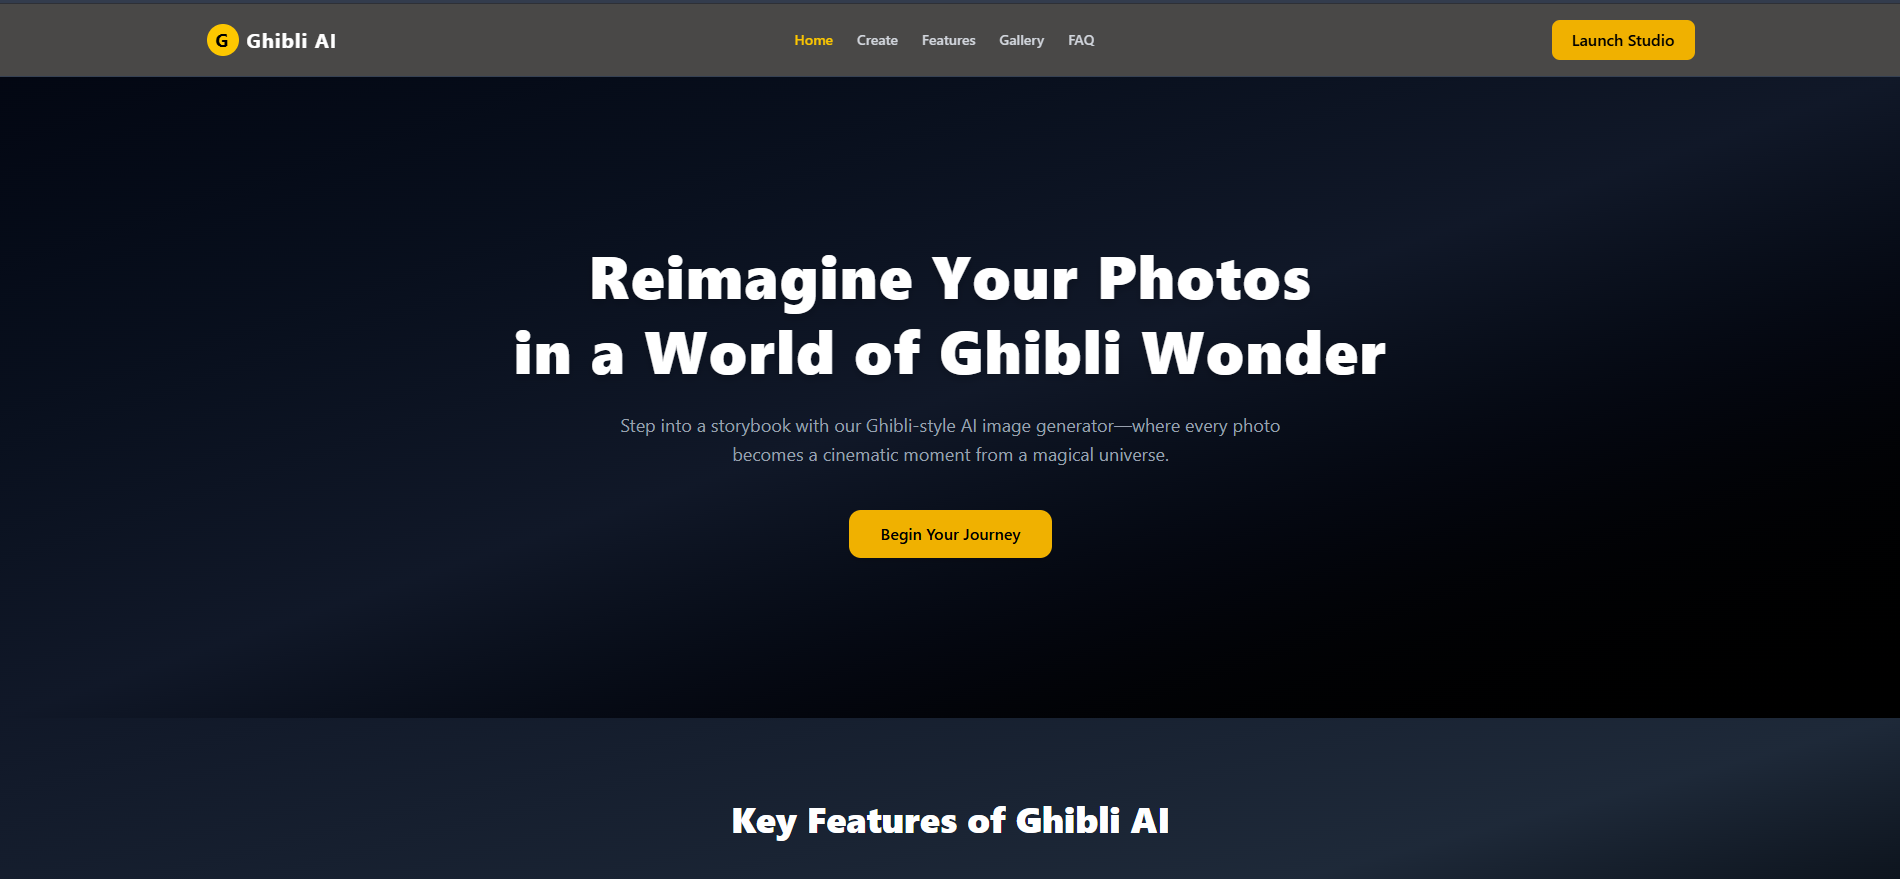 G Ghibli AI
Home Create Features Gallery FAQ
Launch Studio
Reimagine Your Photos
in a World of Ghibli Wonder
Step into a storybook with our Ghibli-style AI image generator—where every photo
becomes a cinematic moment from a magical universe.
Begin Your Journey
Key Features of Ghibli AI